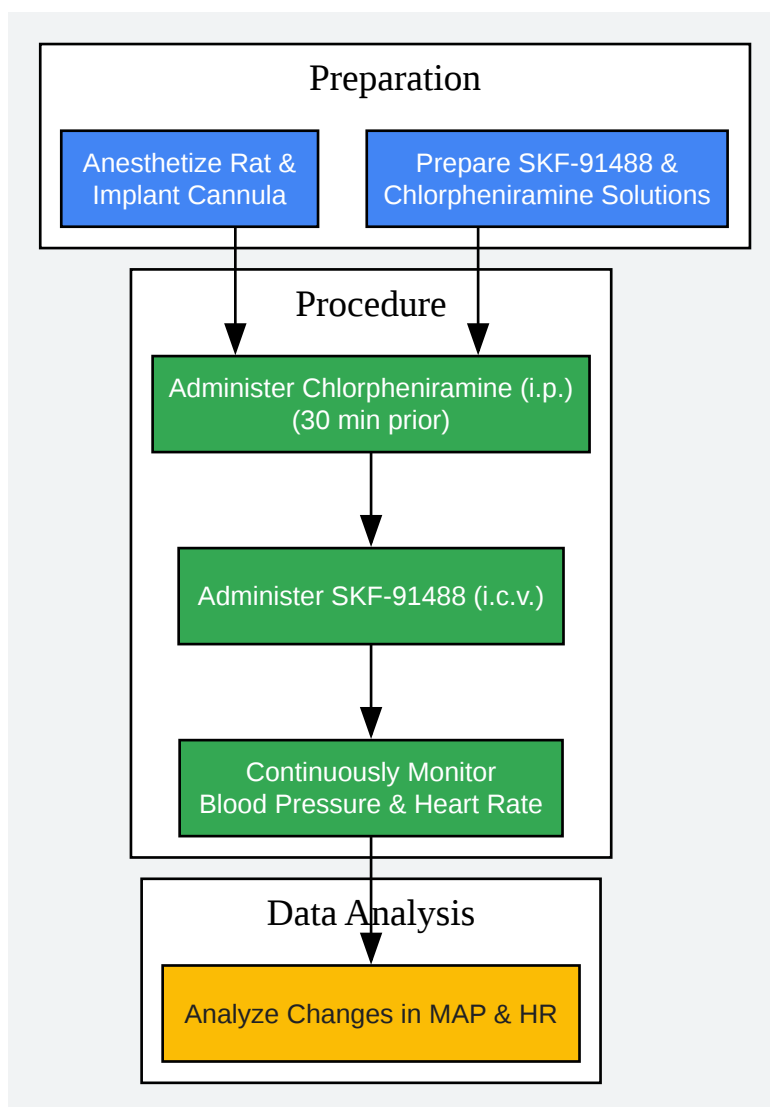 Preparation
Anesthetize Rat &
Implant Cannula
Prepare SKF-91488 &
Chlorpheniramine Solutions
Procedure
Administer Chlorpheniramine (i.p.)
(30 min prior)
Administer SKF-91488 (i.c.v.)
Continuously Monitor
Blood Pressure & Heart Rate
Data Analysis
Analyze Changes in MAP & HR